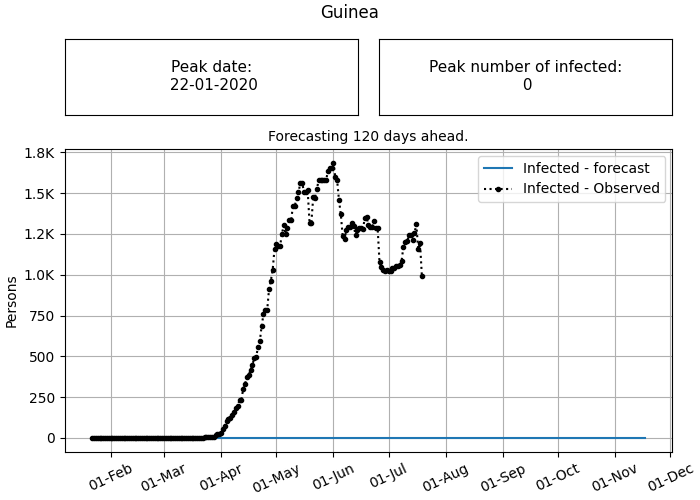 Guinea
Peak date:
22-01-2020
Peak number of infected:
0
Forecasting 120 days ahead.
Infected - forecast
Infected - Observed
Persons
1.8K
1.5K
1.2K
1.0K
750
500
250
0
01-Feb
01-Mar
01-Apr
01-May
01-Jun
01-Jul
01-Aug
01-Sep
01-Oct
01-Nov
01-Dec